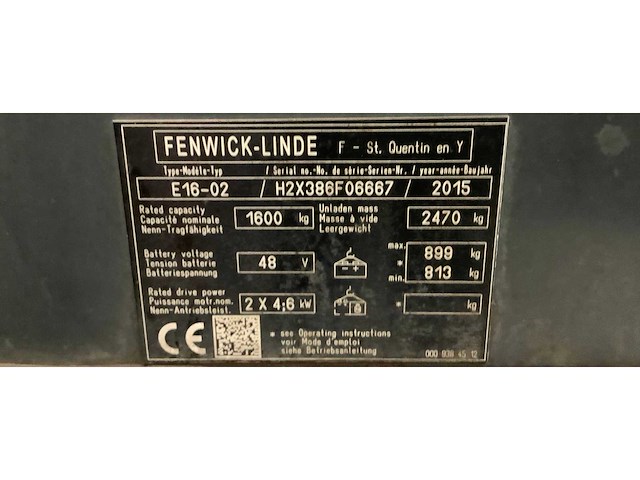 FENWICK-LINDE F - St. Quentin en Y
Type-Modèle-Typ / Serial no.-No. de série-Serien-Nr. / year-année-Baujahr
E16-02 / H2X386F06667 / 2015
Rated capacity
Capacité nominale
Nenn-Tragfähigkeit
1600 kg
Unladen mass
Masse à vide
Leergewicht
2470 kg
Battery voltage
Tension batterie
Batteriespannung
48 V
max. 899 kg
*
min. 813 kg
Rated drive power
Puissance motr.nom.
Nenn-Antriebsleist.
2 X 4,6 kW
* kg
CE
* see Operating instructions
voir Mode d'emploi
siehe Betriebsanleitung
000 938 45 12